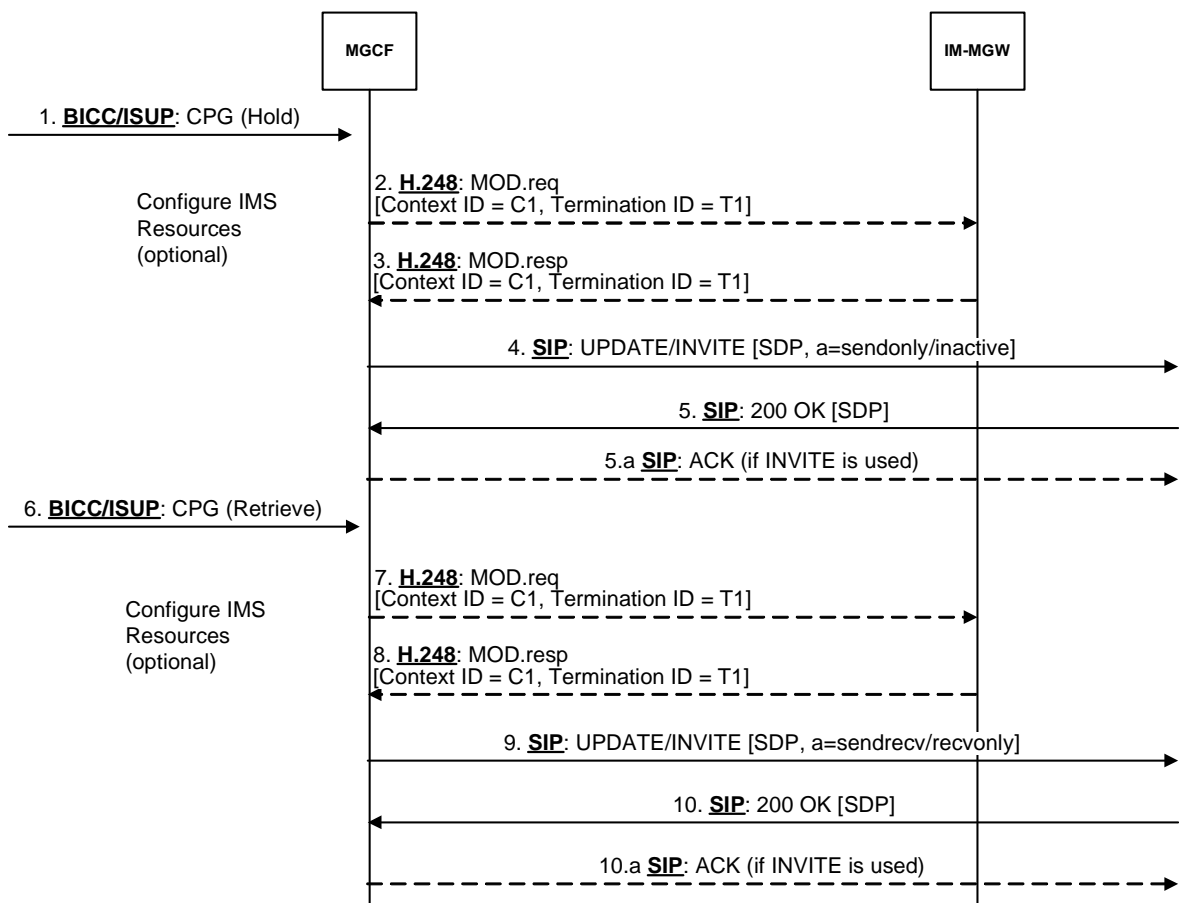 MGCF
IM-MGW
1. BICC/ISUP: CPG (Hold)
2. H.248: MOD.req
[Context ID = C1, Termination ID = T1]
Configure IMS
Resources
(optional)
3. H.248: MOD.resp
[Context ID = C1, Termination ID = T1]
4. SIP: UPDATE/INVITE [SDP, a=sendonly/inactive]
5. SIP: 200 OK [SDP]
5.a SIP: ACK (if INVITE is used)
6. BICC/ISUP: CPG (Retrieve)
7. H.248: MOD.req
[Context ID = C1, Termination ID = T1]
Configure IMS
Resources
(optional)
8. H.248: MOD.resp
[Context ID = C1, Termination ID = T1]
9. SIP: UPDATE/INVITE [SDP, a=sendrecv/recvonly]
10. SIP: 200 OK [SDP]
10.a SIP: ACK (if INVITE is used)